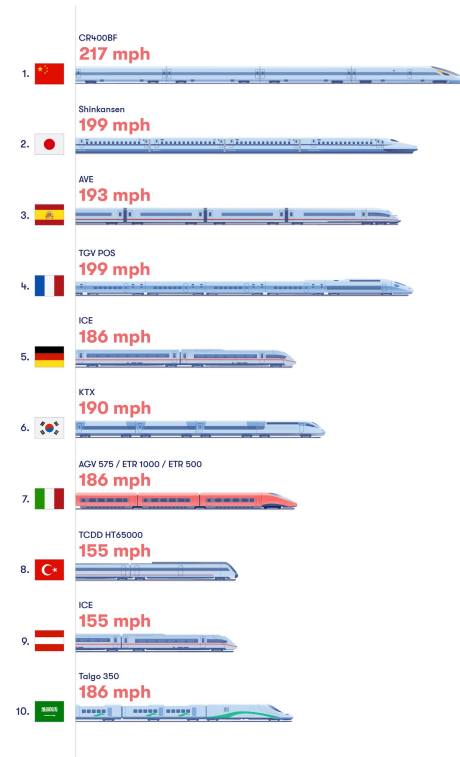 CR400BF
217 mph
1.
Shinkansen
199 mph
2.
AVE
193 mph
3.
TGV POS
199 mph
4.
ICE
186 mph
5.
KTX
190 mph
6.
AGV 575 / ETR 1000 / ETR 500
186 mph
7.
TCDD HT65000
155 mph
8.
ICE
155 mph
9.
Talgo 350
186 mph
10.